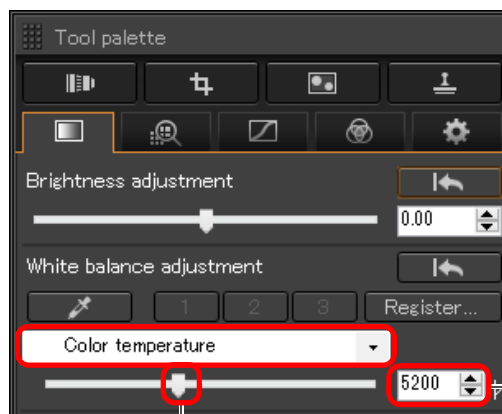 Tool palette
Brightness adjustment
0.00
White balance adjustment
1 2 3 Register...
Color temperature
5200